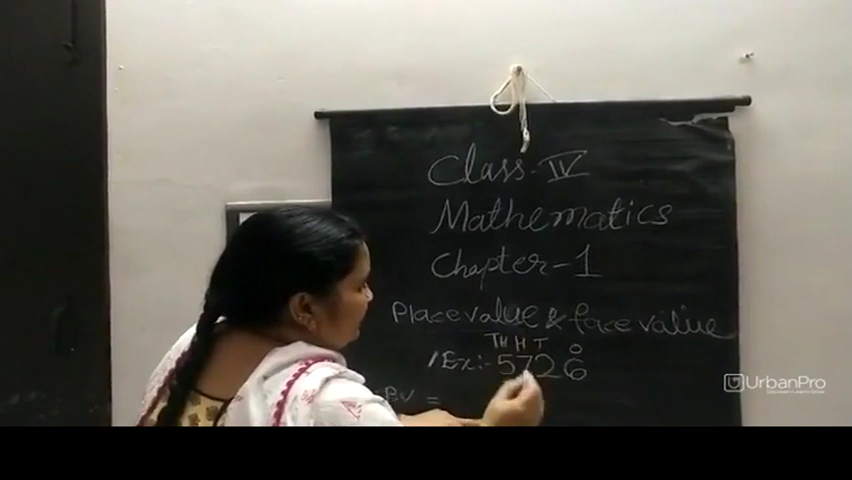 Class-IV
Mathematics
Chapter-1
Place value & face value
TH H T O
Ex:- 5726
PV =
UrbanPro